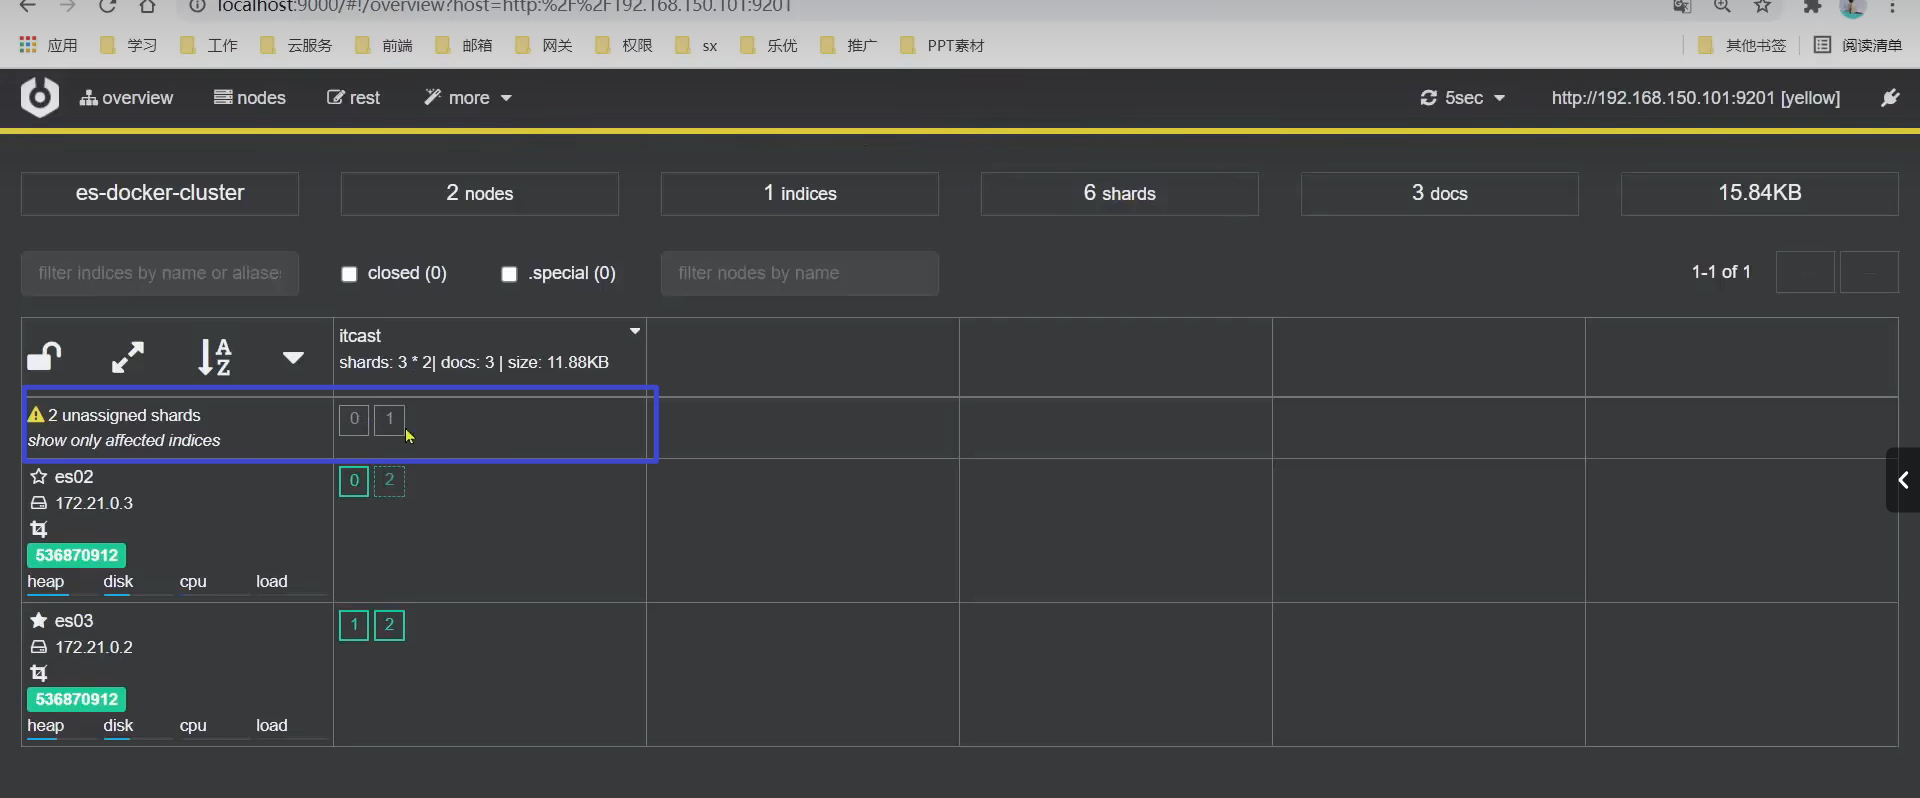 localhost:9000/#!/overview?host=http:%2F%2F192.168.150.101:9201
应用 学习 工作 云服务 前端 邮箱 网关 权限 sx 乐优 推广 PPT素材 其他书签 阅读清单
overview nodes rest more 5sec http://192.168.150.101:9201 [yellow]
es-docker-cluster 2 nodes 1 indices 6 shards 3 docs 15.84KB
filter indices by name or aliase closed (0) .special (0) filter nodes by name 1-1 of 1
itcast
shards: 3 * 2| docs: 3 | size: 11.88KB
2 unassigned shards 0 1
show only affected indices
es02 0 2
172.21.0.3
536870912
heap disk cpu load
es03 1 2
172.21.0.2
536870912
heap disk cpu load